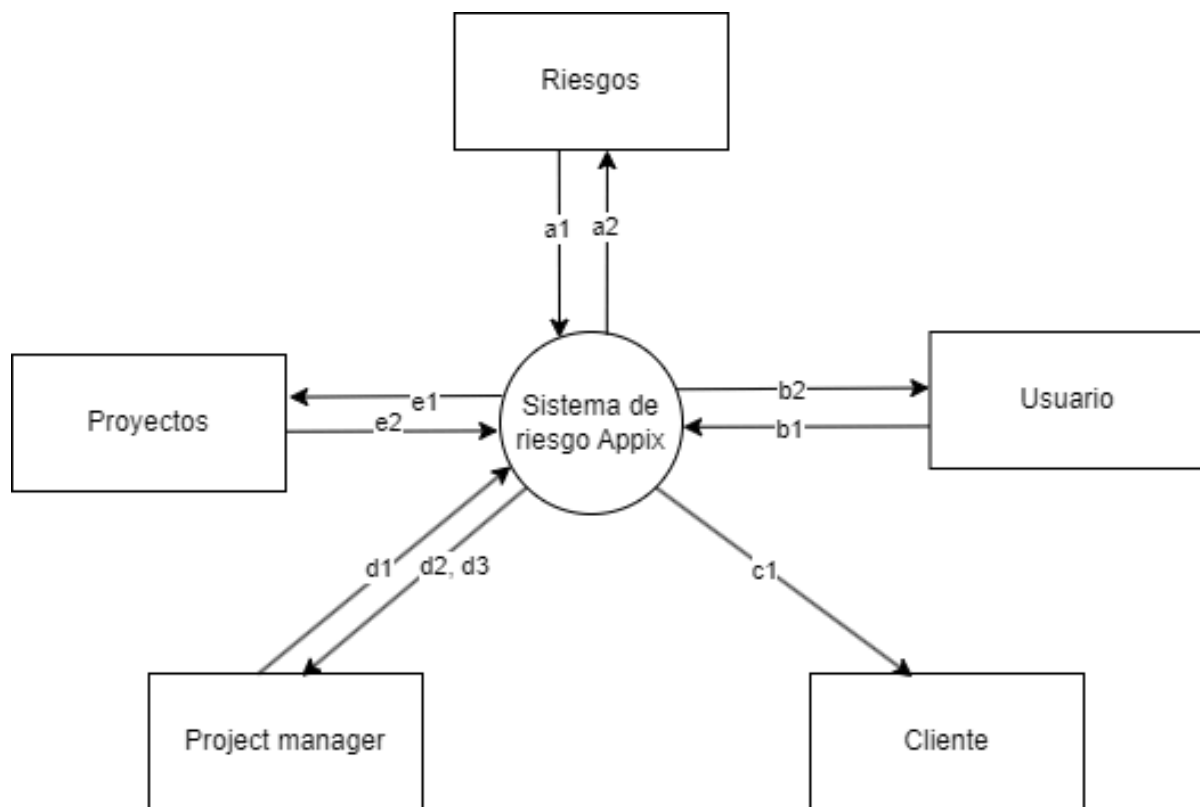 Riesgos
a1
a2
Sistema de
riesgo Appix
Proyectos
e1
e2
b2
b1
Usuario
d1
d2, d3
c1
Project manager
Cliente